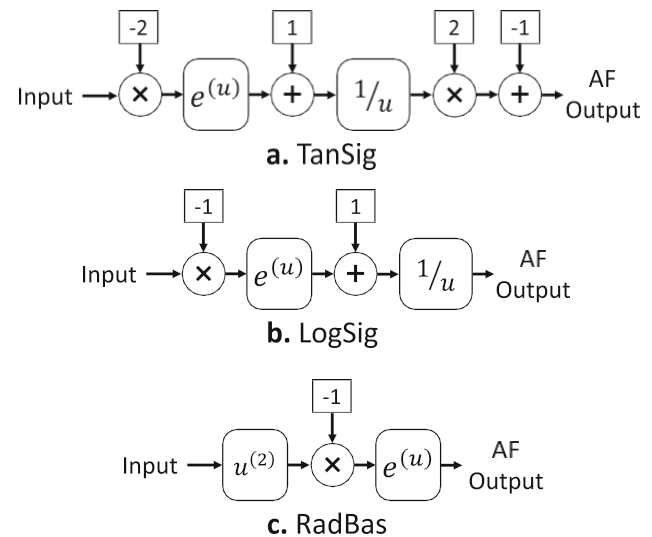 -2 1 2 -1
Input × e^(u) + 1/u × + AF Output
a. TanSig
-1 1
Input × e^(u) + 1/u AF Output
b. LogSig
-1
Input u^(2) × e^(u) AF Output
c. RadBas